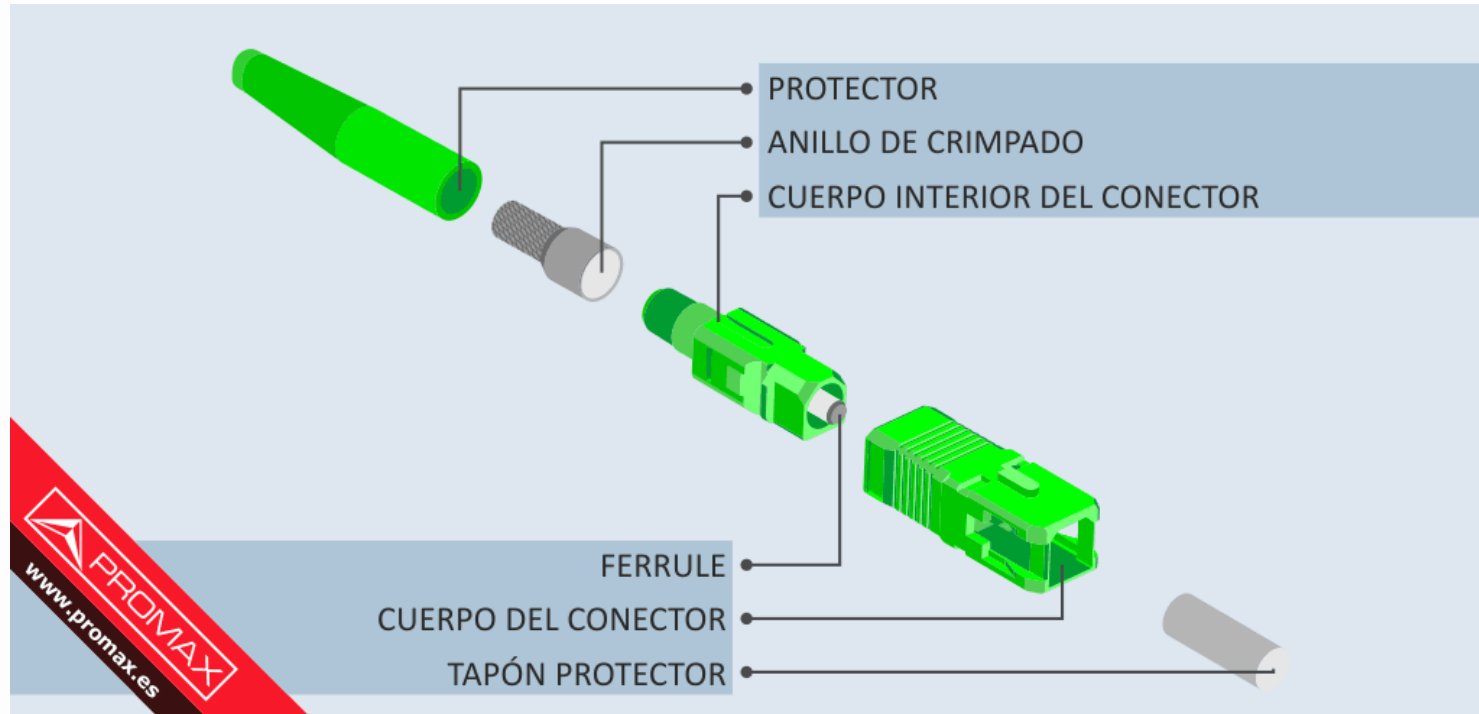 PROTECTOR
ANILLO DE CRIMPADO
CUERPO INTERIOR DEL CONECTOR
FERRULE
CUERPO DEL CONECTOR
TAPÓN PROTECTOR
PROMAX
www.promax.es